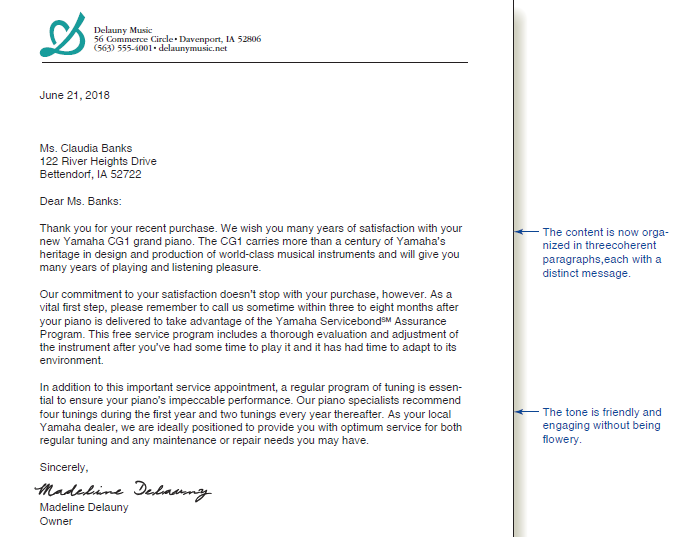 Delauny Music
56 Commerce Circle • Davenport, IA 52806
(563) 555-4001 • delaunymusic.net
June 21, 2018
Ms. Claudia Banks
122 River Heights Drive
Bettendorf, IA 52722
Dear Ms. Banks:
Thank you for your recent purchase. We wish you many years of satisfaction with your
new Yamaha CG1 grand piano. The CG1 carries more than a century of Yamaha's
heritage in design and production of world-class musical instruments and will give you
many years of playing and listening pleasure.
Our commitment to your satisfaction doesn't stop with your purchase, however. As a
vital first step, please remember to call us sometime within three to eight months after
your piano is delivered to take advantage of the Yamaha Servicebond℠ Assurance
Program. This free service program includes a thorough evaluation and adjustment of
the instrument after you've had some time to play it and it has had time to adapt to its
environment.
In addition to this important service appointment, a regular program of tuning is essen-
tial to ensure your piano's impeccable performance. Our piano specialists recommend
four tunings during the first year and two tunings every year thereafter. As your local
Yamaha dealer, we are ideally positioned to provide you with optimum service for both
regular tuning and any maintenance or repair needs you may have.
Sincerely,
Madeline Delauny
Madeline Delauny
Owner
The content is now orga-
nized in threecoherent
paragraphs,each with a
distinct message.
The tone is friendly and
engaging without being
flowery.